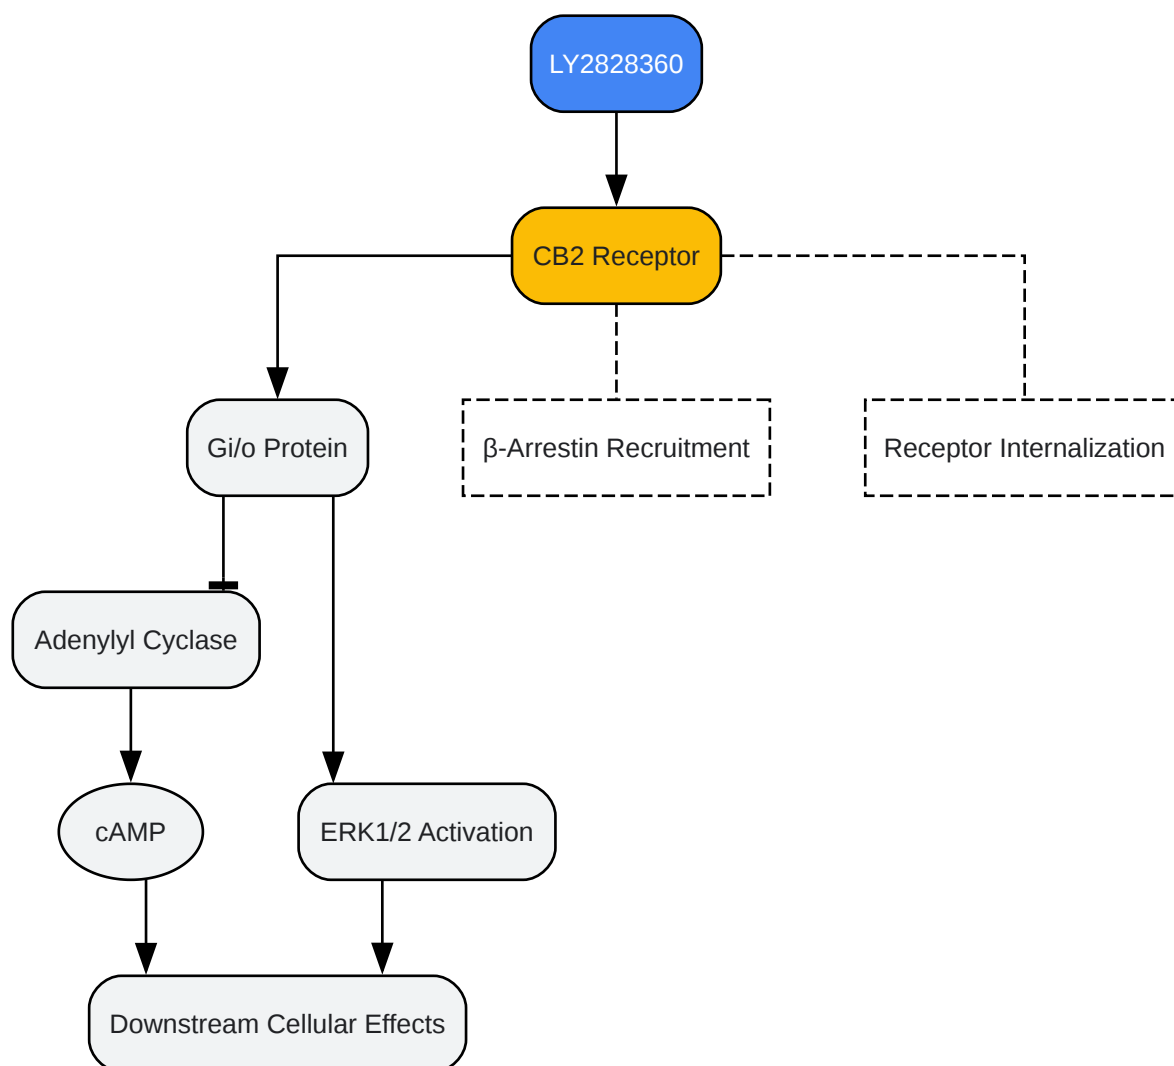 LY2828360
CB2 Receptor
Gi/o Protein
β-Arrestin Recruitment
Receptor Internalization
Adenylyl Cyclase
cAMP
ERK1/2 Activation
Downstream Cellular Effects